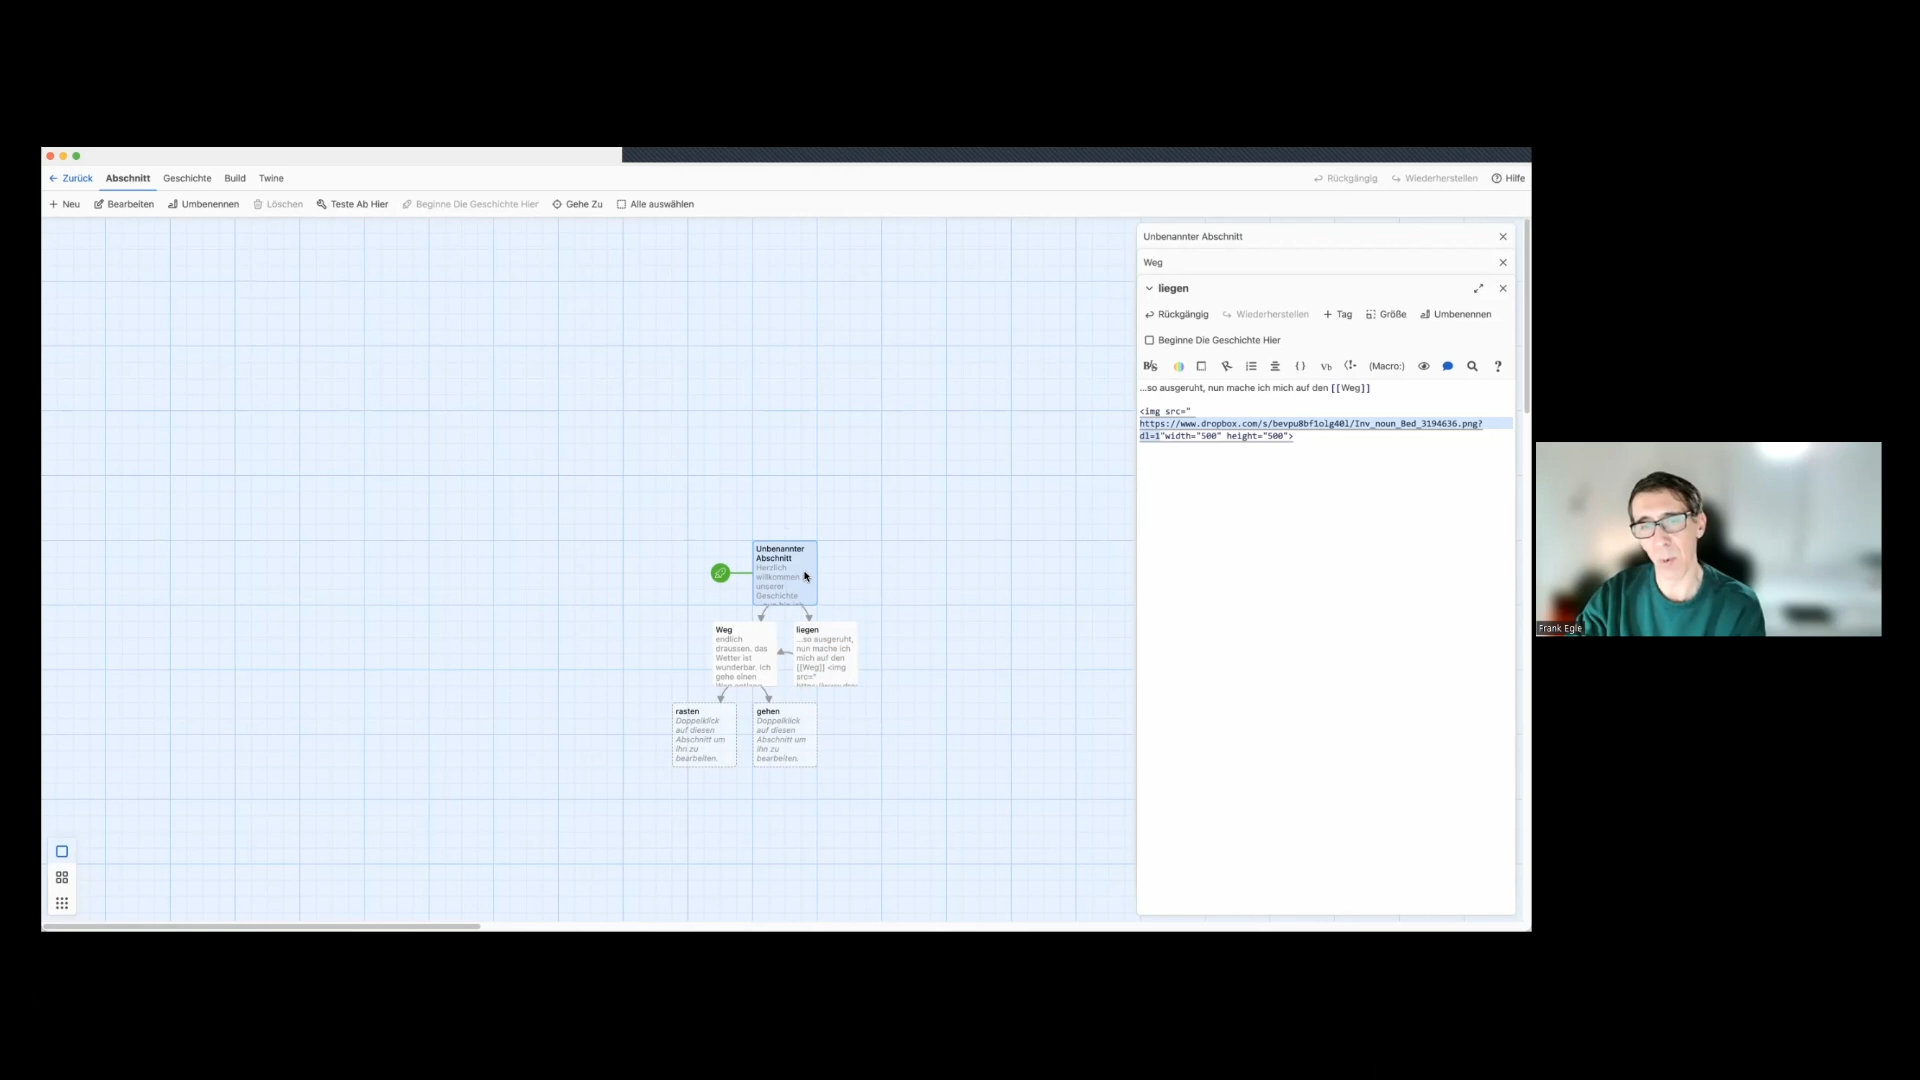 Zurück Abschnitt Geschichte Build Twine Rückgängig Wiederherstellen Hilfe
Neu Bearbeiten Umbenennen Löschen Teste Ab Hier Beginne Die Geschichte Hier Gehe Zu Alle auswählen
Unbenannter Abschnitt
Weg
liegen
Rückgängig Wiederherstellen + Tag Größe Umbenennen
Beginne Die Geschichte Hier
(Macro:) ?
...so ausgeruht, nun mache ich mich auf den [[Weg]]
<img src="
https://www.dropbox.com/s/bevpu8bf1olg40l/Inv_noun_Bed_3194636.png?
dl=1"width="500" height="500">
Unbenannter
Abschnitt
Herzlich
willkommen
unserer
Geschichte
Weg
endlich
draussen. das
Wetter ist
wunderbar. Ich
gehe einen
liegen
...so ausgeruht,
nun mache ich
mich auf den
[[Weg]] <img
src="
rasten
Doppelklick
auf diesen
Abschnitt um
ihn zu
bearbeiten.
gehen
Doppelklick
auf diesen
Abschnitt um
ihn zu
bearbeiten.
Frank Egle